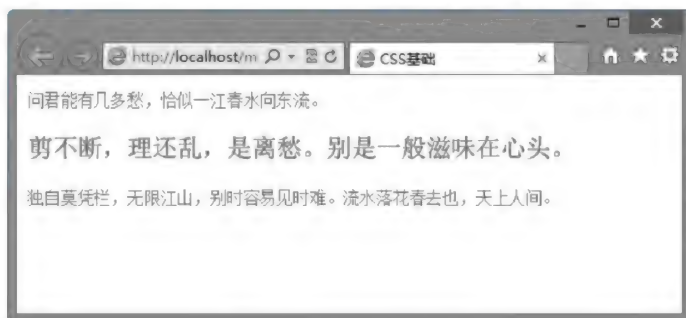 http://localhost/m
CSS基础
问君能有几多愁，恰似一江春水向东流。
剪不断，理还乱，是离愁。别是一般滋味在心头。
独自莫凭栏，无限江山，别时容易见时难。流水落花春去也，天上人间。